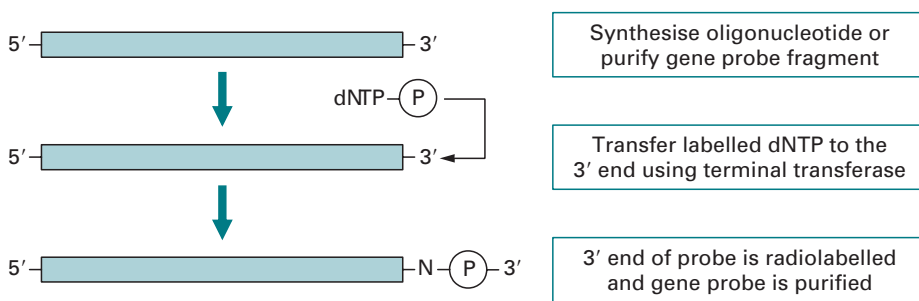 5′ 3′
Synthesise oligonucleotide or
purify gene probe fragment
dNTP P
5′ 3′
Transfer labelled dNTP to the
3′ end using terminal transferase
5′ N P 3′
3′ end of probe is radiolabelled
and gene probe is purified